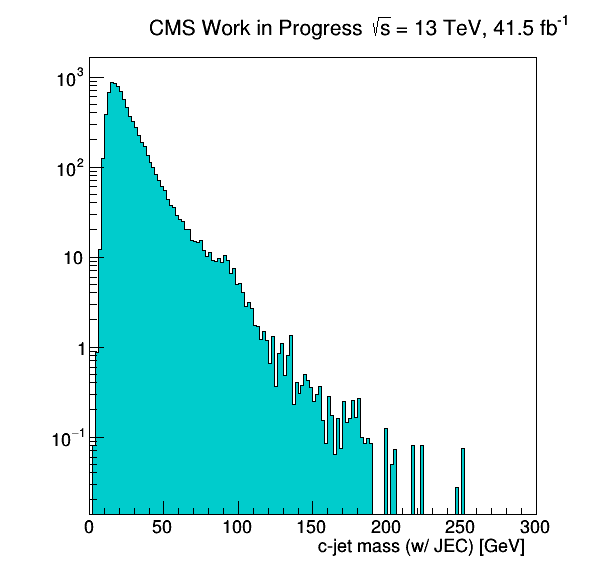 CMS Work in Progress √s = 13 TeV, 41.5 fb⁻¹
10³
10²
10
1
10⁻¹
0 50 100 150 200 250 300
c-jet mass (w/ JEC) [GeV]